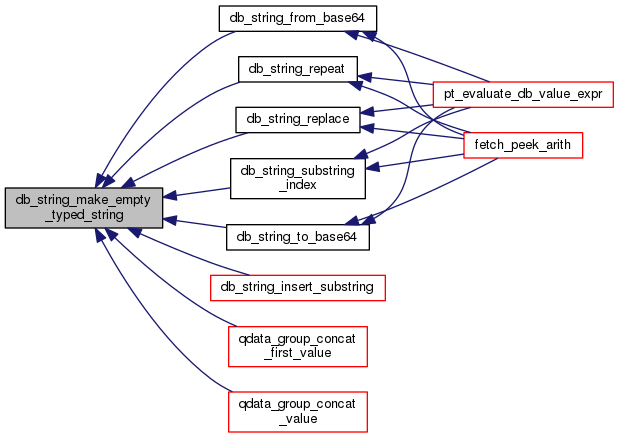 db_string_from_base64
db_string_repeat
pt_evaluate_db_value_expr
db_string_replace
fetch_peek_arith
db_string_substring
_index
db_string_make_empty
_typed_string
db_string_to_base64
db_string_insert_substring
qdata_group_concat
_first_value
qdata_group_concat
_value